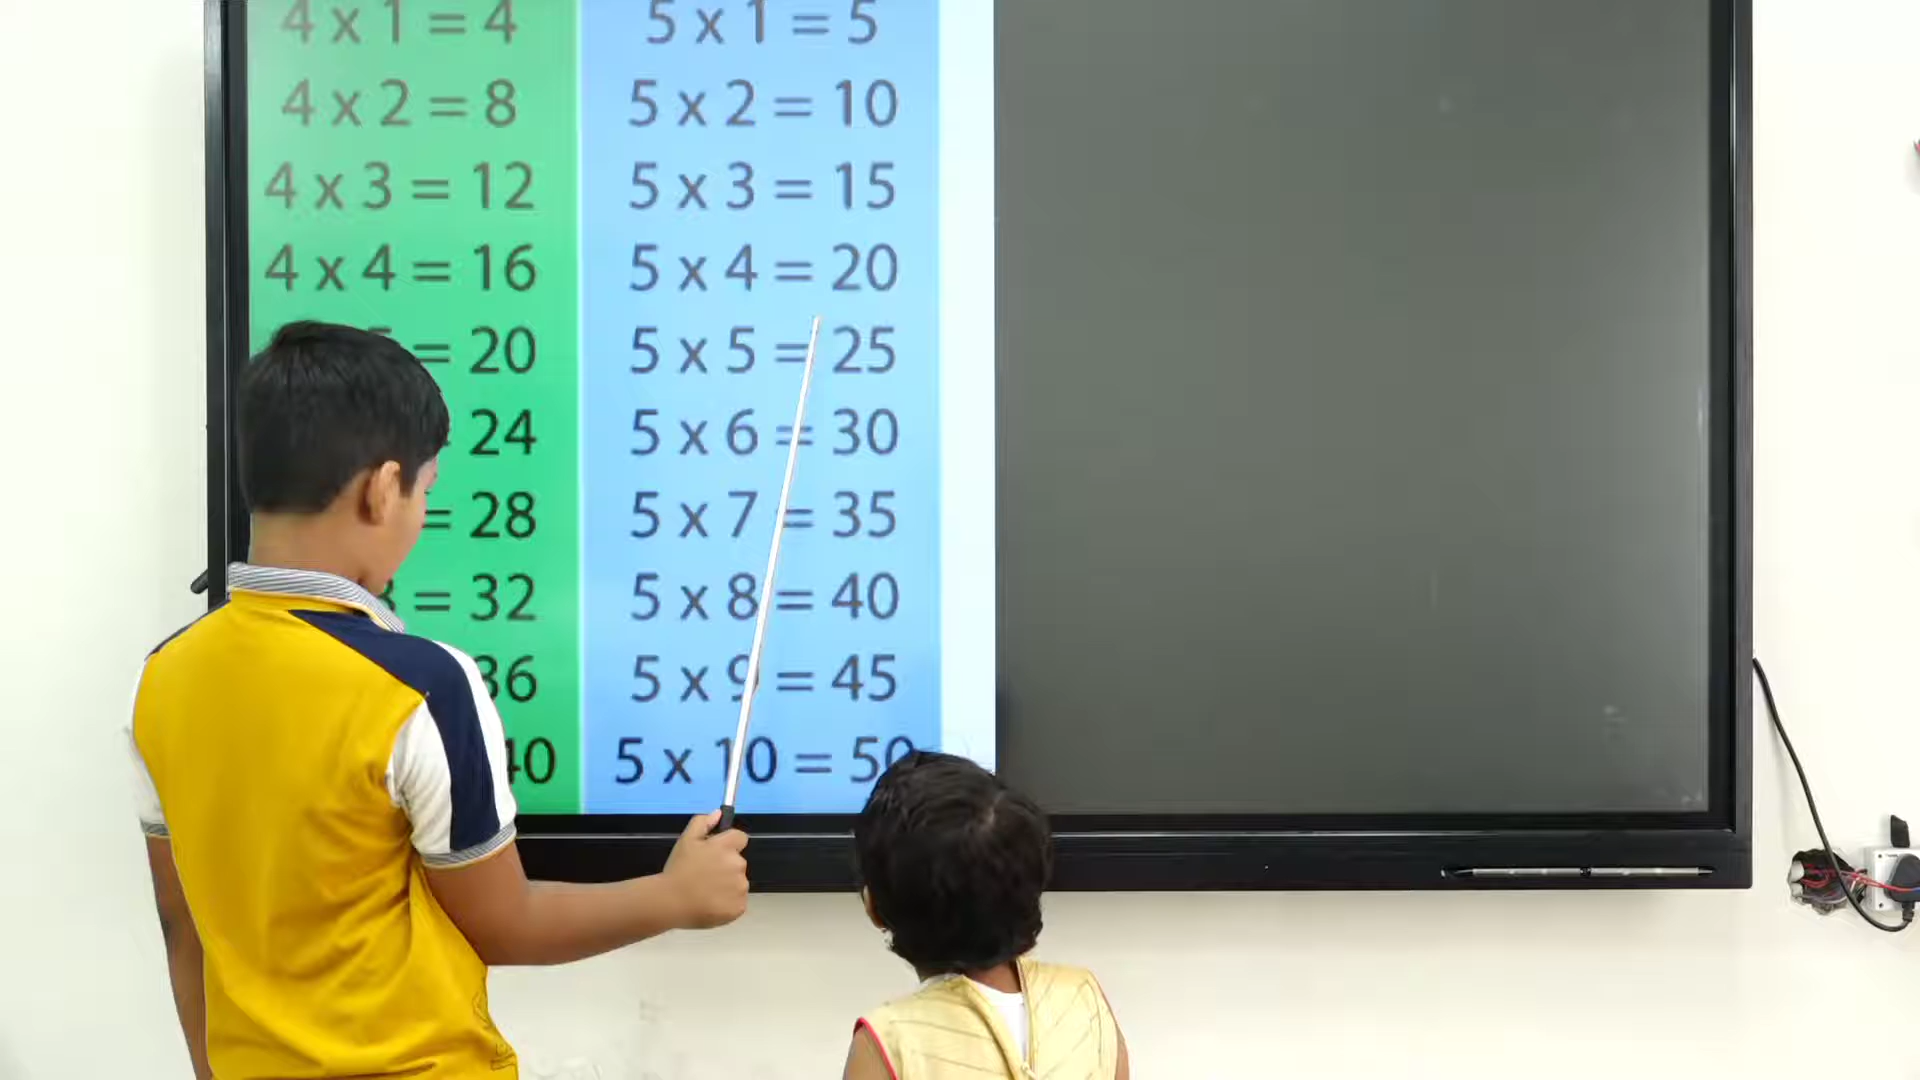 4 x 1 = 4
4 x 2 = 8
4 x 3 = 12
4 x 4 = 16
= 20
24
= 28
= 32
36
40
5 x 1 = 5
5 x 2 = 10
5 x 3 = 15
5 x 4 = 20
5 x 5 = 25
5 x 6 = 30
5 x 7 = 35
5 x 8 = 40
5 x 9 = 45
5 x 10 = 50